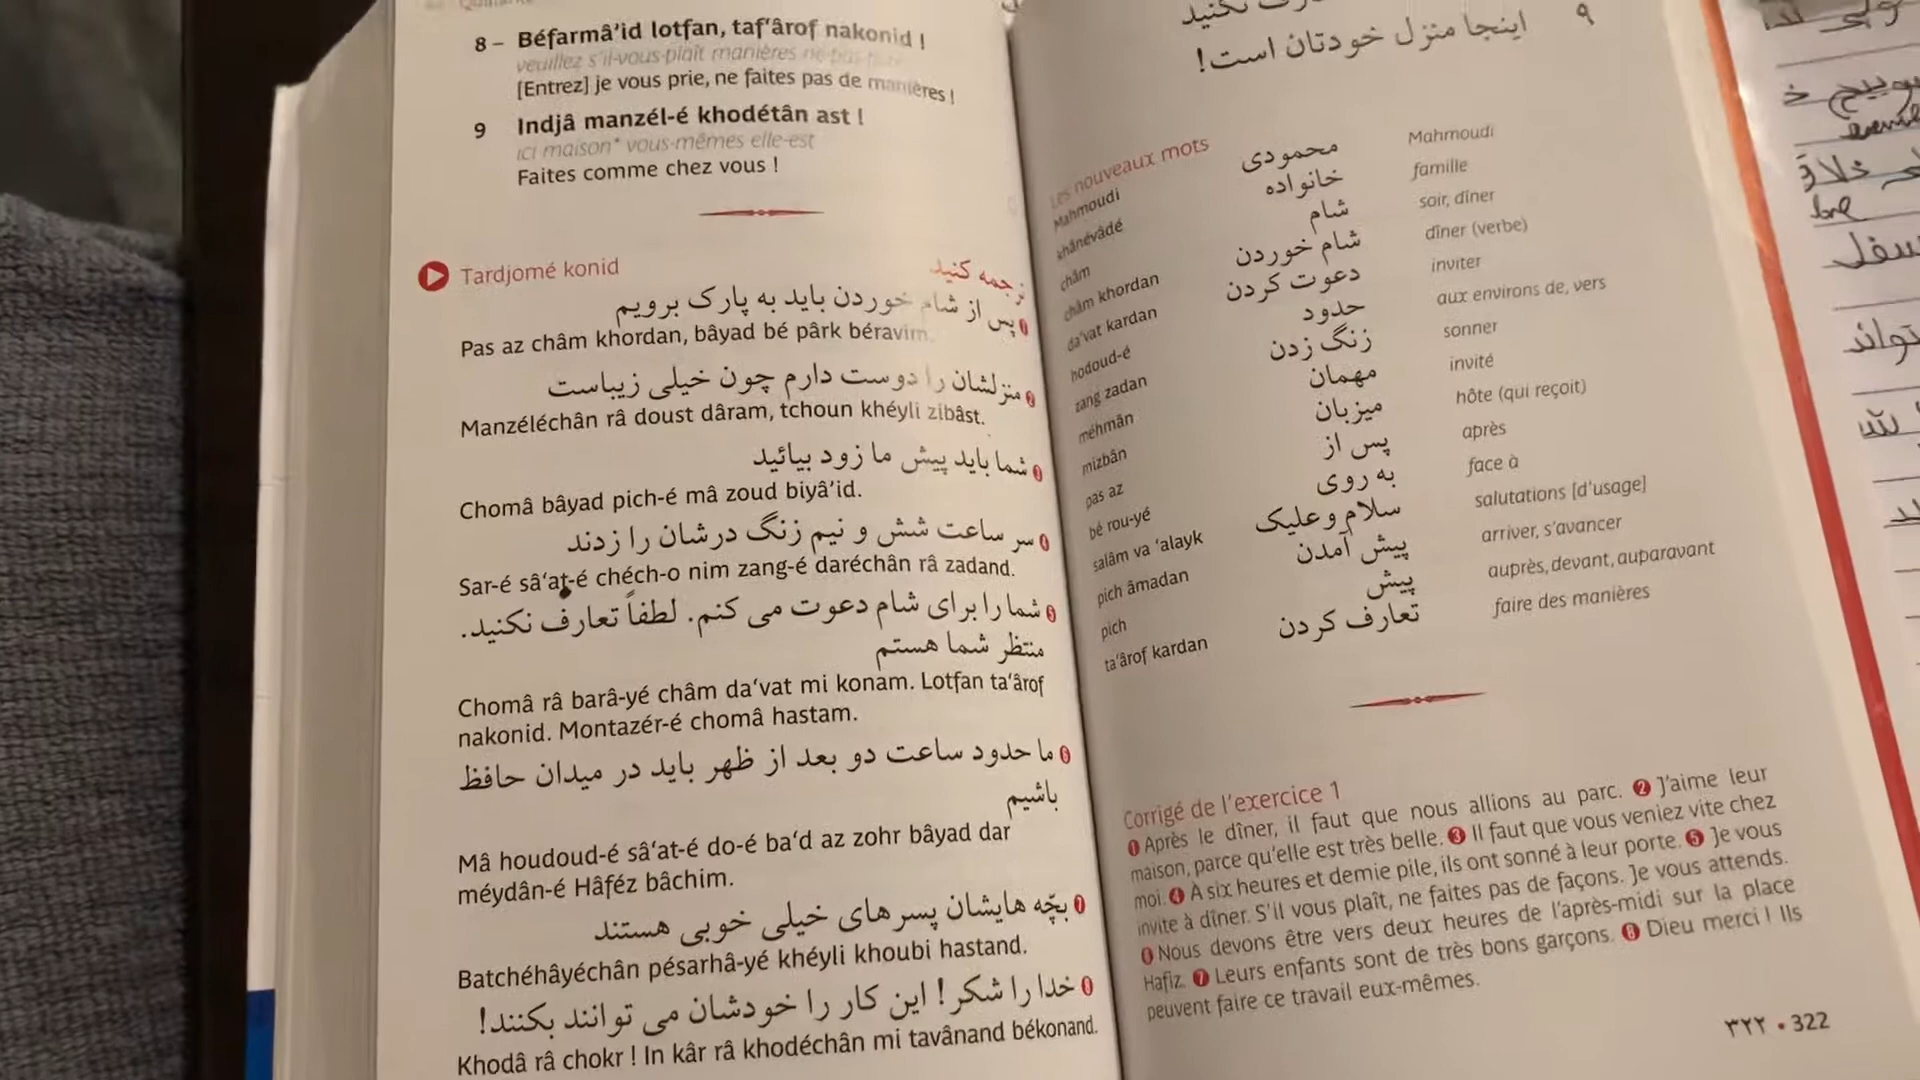 8 – Béfarmâ'id lotfan, taf'ârof nakonid !
veuillez s'il-vous-plaît manières
[Entrez] je vous prie, ne faites pas de manières !
9 Indjâ manzél-é khodétân ast !
ici maison* vous-mêmes elle-est
Faites comme chez vous !
Tardjomé konid
ترجمه کنید
❶ پس از شام خوردن باید به پارک برویم
Pas az châm khordan, bâyad bé pârk béravim.
❷ منزلشان را دوست دارم چون خیلی زیباست
Manzéléchân râ doust dâram, tchoun khéyli zibâst.
❸ شما باید پیش ما زود بیائید
Chomâ bâyad pich-é mâ zoud biyâ'id.
❹ سر ساعت شش و نیم زنگ درشان را زدند
Sar-é sâ'at-é chéch-o nim zang-é daréchân râ zadand.
❺ شما را برای شام دعوت می کنم. لطفاً تعارف نکنید.
منتظر شما هستم
Chomâ râ barâ-yé châm da'vat mi konam. Lotfan ta'ârof
nakonid. Montazér-é chomâ hastam.
❻ ما حدود ساعت دو بعد از ظهر باید در میدان حافظ
باشیم
Mâ houdoud-é sâ'at-é do-é ba'd az zohr bâyad dar
méydân-é Hâféz bâchim.
❼ بچّه هایشان پسرهای خیلی خوبی هستند
Batchéhâyéchân pésarhâ-yé khéyli khoubi hastand.
❽ خدا را شکر! این کار را خودشان می توانند بکنند!
Khodâ râ chokr ! In kâr râ khodéchân mi tavânand békonand.
نکنید
۹ اینجا منزل خودتان است!
Les nouveaux mots
Mahmoudi محمودی Mahmoudi
khânévâdé خانواده famille
châm شام soir, dîner
châm khordan شام خوردن dîner (verbe)
da'vat kardan دعوت کردن inviter
hodoud-é حدود aux environs de, vers
zang zadan زنگ زدن sonner
méhmân مهمان invité
mizbân میزبان hôte (qui reçoit)
pas az پس از après
bé rou-yé به روی face à
salâm va 'alayk سلام و علیک salutations [d'usage]
pich âmadan پیش آمدن arriver, s'avancer
pich پیش auprès, devant, auparavant
ta'ârof kardan تعارف کردن faire des manières
Corrigé de l'exercice 1
❶ Après le dîner, il faut que nous allions au parc. ❷ J'aime leur
maison, parce qu'elle est très belle. ❸ Il faut que vous veniez vite chez
moi. ❹ À six heures et demie pile, ils ont sonné à leur porte. ❺ Je vous
invite à dîner. S'il vous plaît, ne faites pas de façons. Je vous attends.
❻ Nous devons être vers deux heures de l'après-midi sur la place
Hafiz. ❼ Leurs enfants sont de très bons garçons. ❽ Dieu merci ! Ils
peuvent faire ce travail eux-mêmes.
۳۲۲ • 322